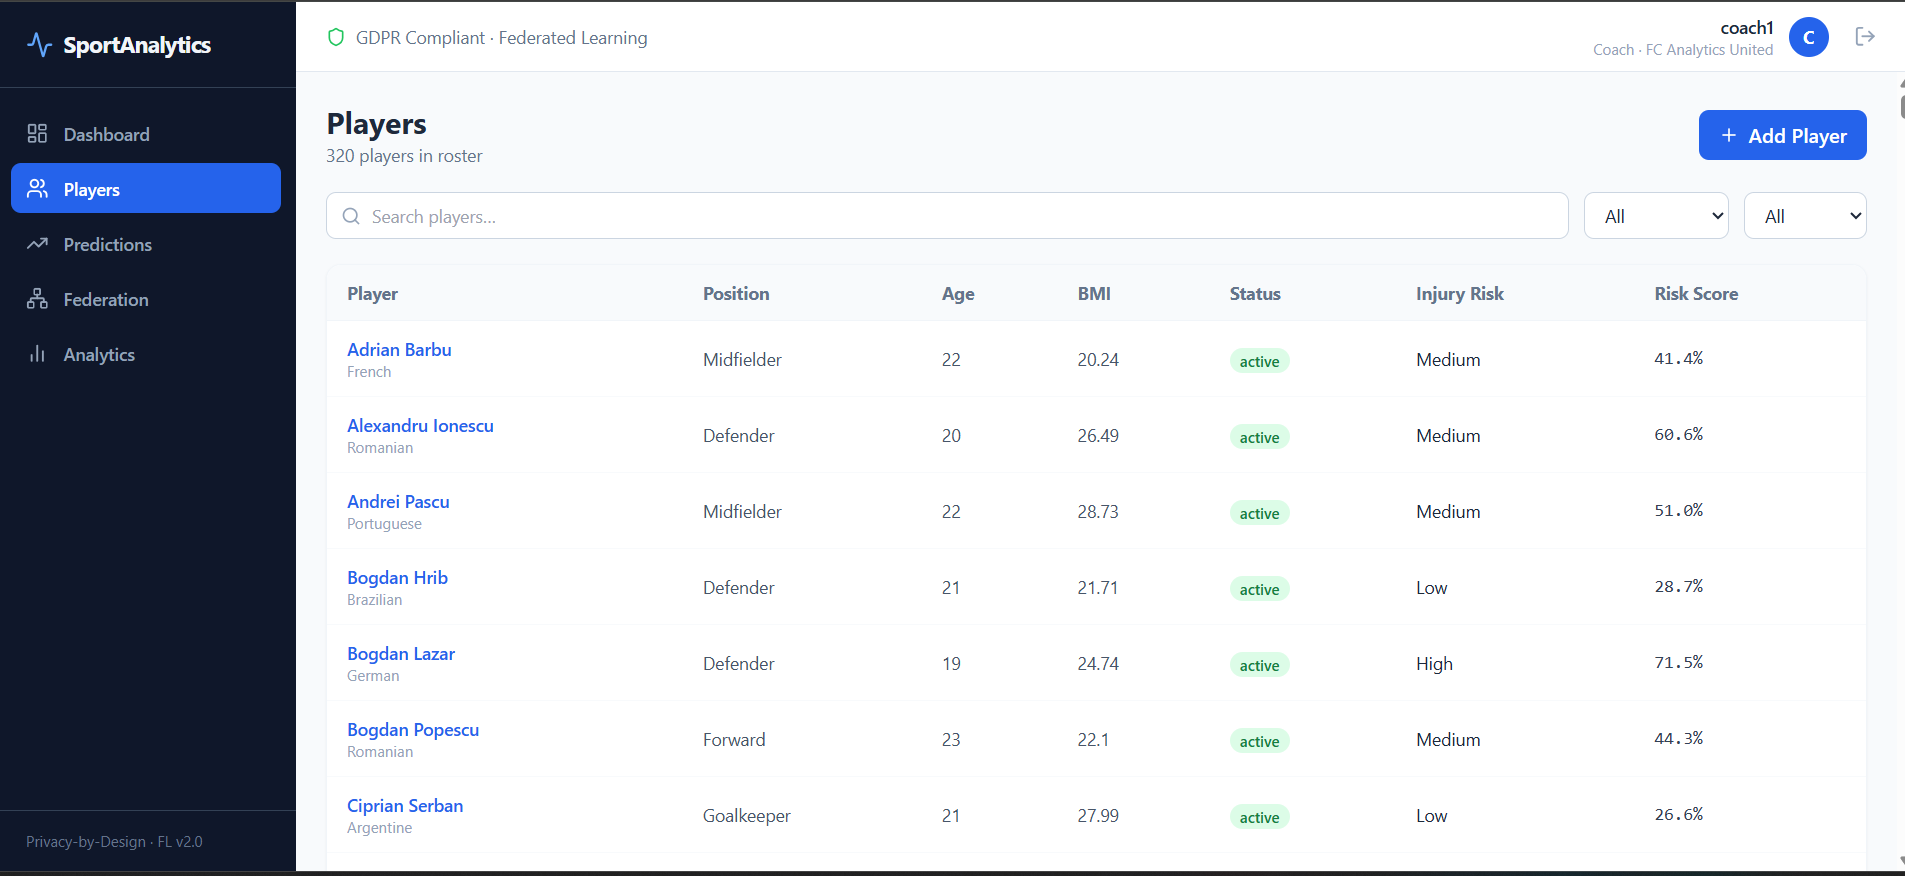 SportAnalytics
GDPR Compliant · Federated Learning
coach1
Coach · FC Analytics United
C
Dashboard
Players
Predictions
Federation
Analytics
Privacy-by-Design · FL v2.0
Players
320 players in roster
+ Add Player
Search players...
All
All
Player Position Age BMI Status Injury Risk Risk Score
Adrian Barbu Midfielder 22 20.24 active Medium 41.4%
French
Alexandru Ionescu Defender 20 26.49 active Medium 60.6%
Romanian
Andrei Pascu Midfielder 22 28.73 active Medium 51.0%
Portuguese
Bogdan Hrib Defender 21 21.71 active Low 28.7%
Brazilian
Bogdan Lazar Defender 19 24.74 active High 71.5%
German
Bogdan Popescu Forward 23 22.1 active Medium 44.3%
Romanian
Ciprian Serban Goalkeeper 21 27.99 active Low 26.6%
Argentine